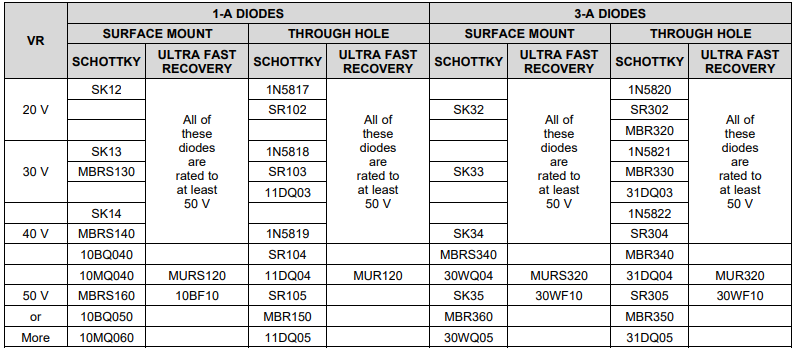 VR 1-A DIODES 3-A DIODES
SURFACE MOUNT THROUGH HOLE SURFACE MOUNT THROUGH HOLE
SCHOTTKY ULTRA FAST RECOVERY SCHOTTKY ULTRA FAST RECOVERY SCHOTTKY ULTRA FAST RECOVERY SCHOTTKY ULTRA FAST RECOVERY
SK12 1N5817 1N5820
20 V SR102 All of All of SK32 SR302 All of All of
these these MBR320 these these
SK13 diodes 1N5818 diodes 1N5821 diodes diodes
are are are are
30 V MBRS130 rated to SR103 rated to SK33 MBR330 rated to rated to
at least 11DQ03 at least 31DQ03 at least at least
SK14 50 V 50 V 1N5822 50 V 50 V
40 V MBRS140 1N5819 SK34 SR304
10BQ040 SR104 MBRS340 MBR340
10MQ040 MURS120 11DQ04 MUR120 30WQ04 MURS320 31DQ04 MUR320
50 V MBRS160 10BF10 SR105 SK35 30WF10 SR305 30WF10
or 10BQ050 MBR150 MBR360 MBR350
More 10MQ060 11DQ05 30WQ05 31DQ05